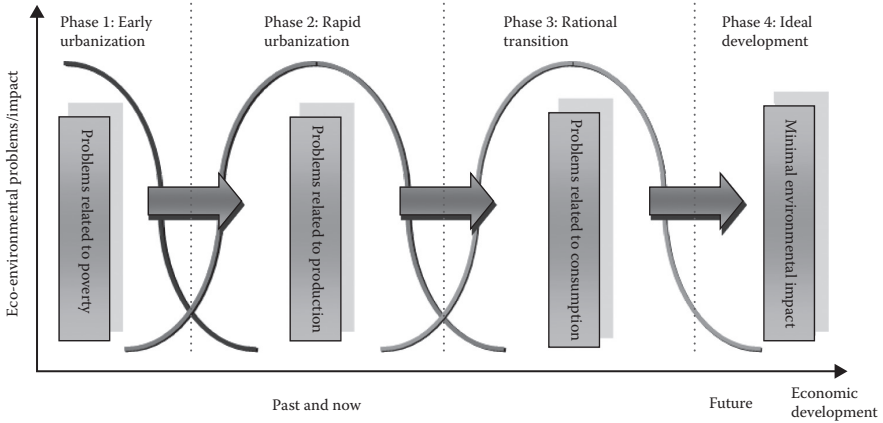 Phase 1: Early
urbanization
Phase 2: Rapid
urbanization
Phase 3: Rational
transition
Phase 4: Ideal
development
Eco-environmental problems/impact
Problems related to poverty
Problems related to production
Problems related to consumption
Minimal environmental impact
Past and now
Future
Economic
development